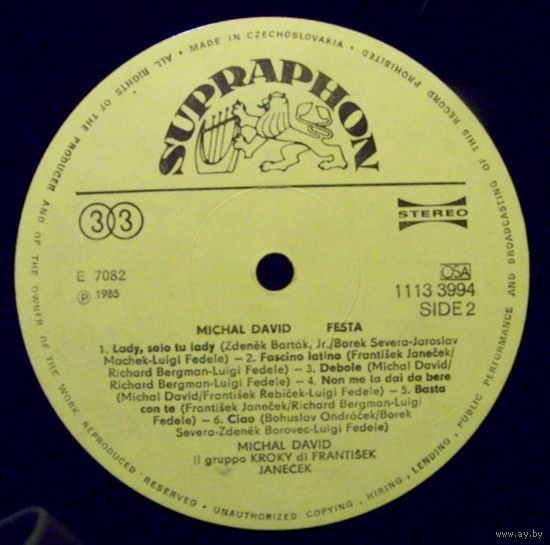 ALL RIGHTS OF THE PRODUCER AND OF THE OWNER OF THE WORK REPRODUCED · RESERVED · UNAUTHORIZED COPYING, HIRING, LENDING, PUBLIC PERFORMANCE AND BROADCASTING OF THIS RECORD PROHIBITED · MADE IN CZECHOSLOVAKIA ·
SUPRAPHON
33
STEREO
E 7082
OSA
Ⓟ 1985
1113 3994
SIDE 2
MICHAL DAVID FESTA
1. Lady, solo tu lady (Zdeněk Barták, Jr./Borek Severa-Jaroslav
Machek-Luigi Fedele) — 2. Fascino latino (František Janeček/
Richard Bergman-Luigi Fedele) — 3. Debole (Michal David/
Richard Bergman-Luigi Fedele) — 4. Non me la dai da bere
(Michal David/František Řebíček-Luigi Fedele) — 5. Basta
con te (František Janeček/Richard Bergman-Luigi
Fedele) — 6. Ciao (Bohuslav Ondráček/Borek
Severa-Zdeněk Borovec-Luigi Fedele)
MICHAL DAVID
Il gruppo KROKY di FRANTIŠEK
JANEČEK
www.ay.by